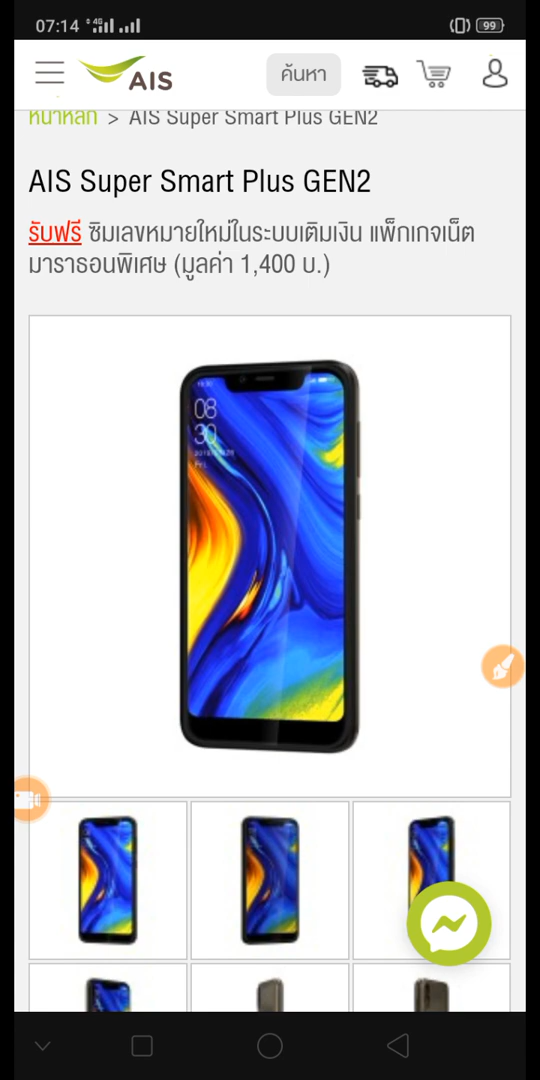 07:14
4G
99
AIS
ค้นหา
หน้าหลัก > AIS Super Smart Plus GEN2
AIS Super Smart Plus GEN2
รับฟรี ซิมเลขหมายใหม่ในระบบเติมเงิน แพ็กเกจเน็ต
มาราธอนพิเศษ (มูลค่า 1,400 บ.)
08
30
Fri